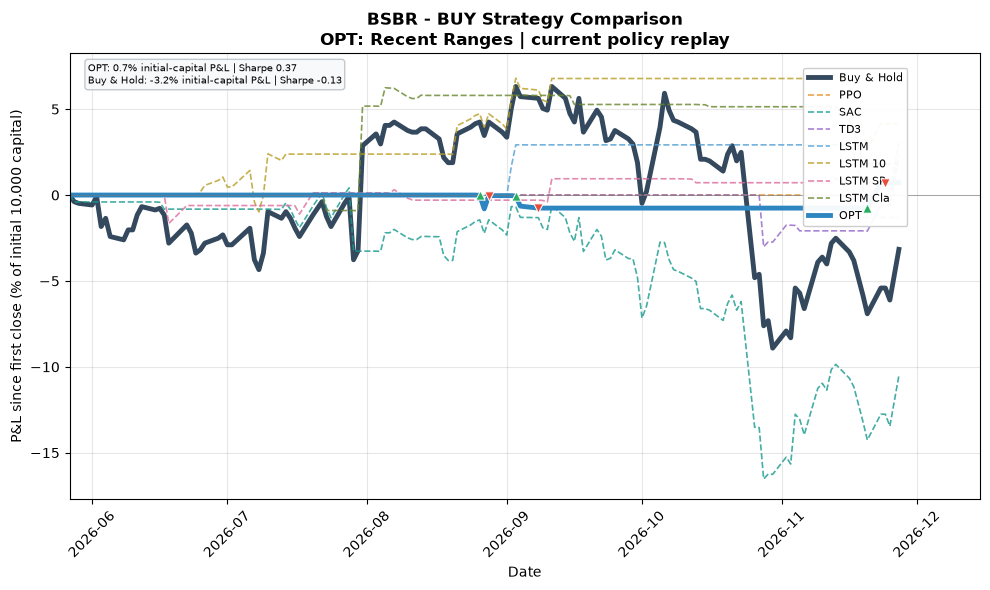 BSBR - BUY Strategy Comparison
OPT: Recent Ranges | current policy replay
OPT: 0.7% initial-capital P&L | Sharpe 0.37
Buy & Hold: -3.2% initial-capital P&L | Sharpe -0.13
Buy & Hold
PPO
SAC
TD3
LSTM
LSTM 10
LSTM
LSTM Cla
OPT
P&L since first close (% of initial 10,000 capital)
5
0
−5
−10
−15
2026-06
2026-07
2026-08
2026-09
2026-10
2026-11
2026-12
Date